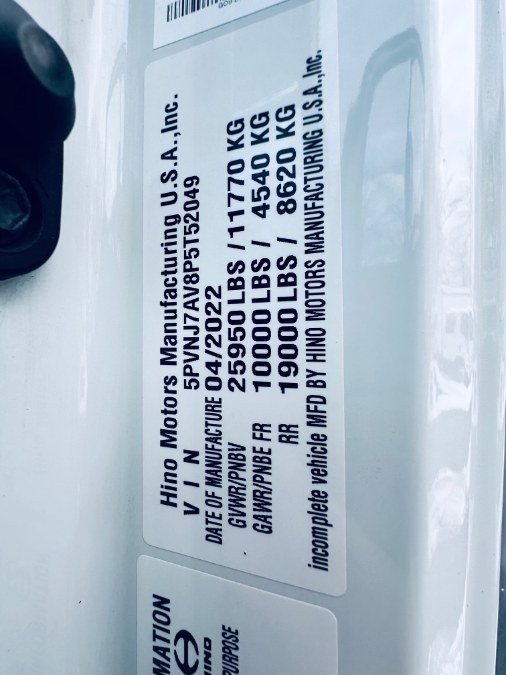 Hino Motors Manufacturing U.S.A.,Inc.
V I N 5PVNJ7AV8P5T52049
DATE OF MANUFACTURE 04/2022
GVWR/PNBV 25950 LBS / 11770 KG
GAWR/PNBE FR 10000 LBS / 4540 KG
RR 19000 LBS / 8620 KG
incomplete vehicle MFD BY HINO MOTORS MANUFACTURING U.S.A.,Inc.
MATION
HINO
PURPOSE